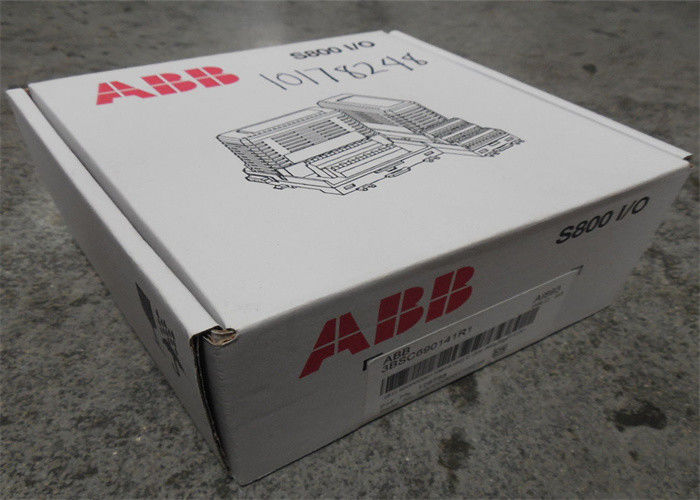 S800 I/O
ABB
10178248
S800 I/O
ABB
ABB
3BSC690141R1